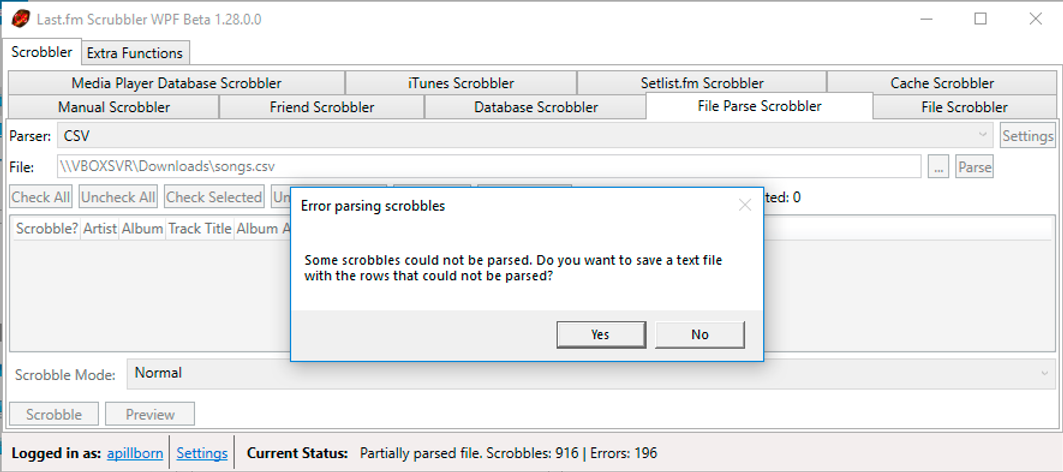 Last.fm Scrubbler WPF Beta 1.28.0.0
Scrobbler Extra Functions
Media Player Database Scrobbler iTunes Scrobbler Setlist.fm Scrobbler Cache Scrobbler
Manual Scrobbler Friend Scrobbler Database Scrobbler File Parse Scrobbler File Scrobbler
Parser: CSV Settings
File: \\VBOXSVR\Downloads\songs.csv ... Parse
Check All Uncheck All Check Selected Un ted: 0
Scrobble? Artist Album Track Title Album A
Error parsing scrobbles
Some scrobbles could not be parsed. Do you want to save a text file
with the rows that could not be parsed?
Yes No
Scrobble Mode: Normal
Scrobble Preview
Logged in as: apillborn Settings Current Status: Partially parsed file. Scrobbles: 916 | Errors: 196